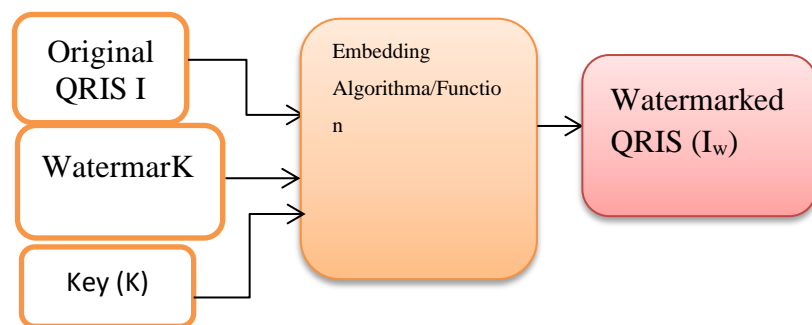 Original
QRIS I
WatermarK
Key (K)
Embedding
Algorithma/Functio
n
Watermarked
QRIS (Iw)